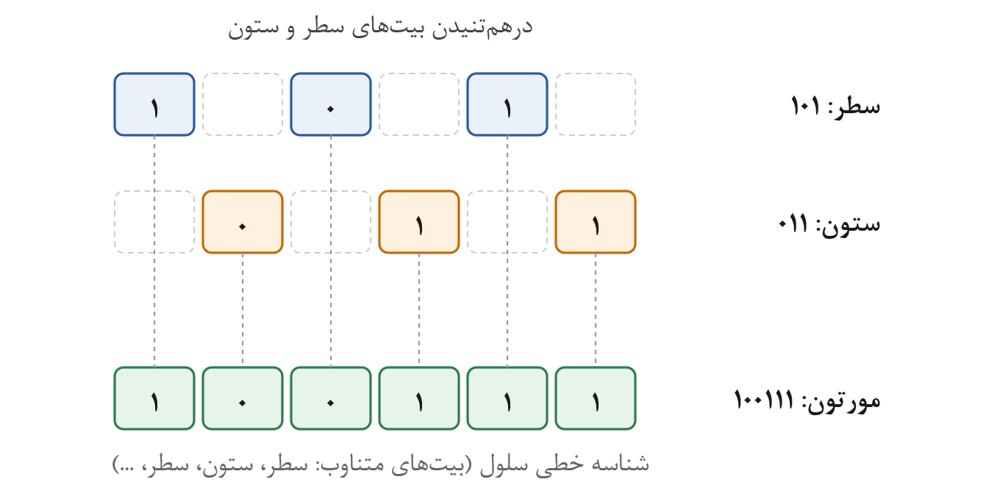 درهم‌تنیدن بیت‌های سطر و ستون
سطر: ۱۰۱
۱ ۰ ۱
ستون: ۰۱۱
۰ ۱ ۱
مورتون: ۱۰۰۱۱۱
۱ ۰ ۰ ۱ ۱ ۱
شناسه خطی سلول (بیت‌های متناوب: سطر، ستون، سطر، ...)